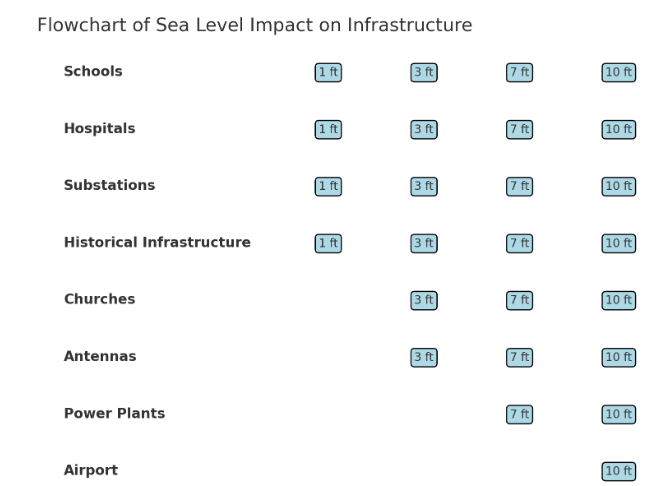 Flowchart of Sea Level Impact on Infrastructure
Schools 1 ft 3 ft 7 ft 10 ft
Hospitals 1 ft 3 ft 7 ft 10 ft
Substations 1 ft 3 ft 7 ft 10 ft
Historical Infrastructure 1 ft 3 ft 7 ft 10 ft
Churches 3 ft 7 ft 10 ft
Antennas 3 ft 7 ft 10 ft
Power Plants 7 ft 10 ft
Airport 10 ft